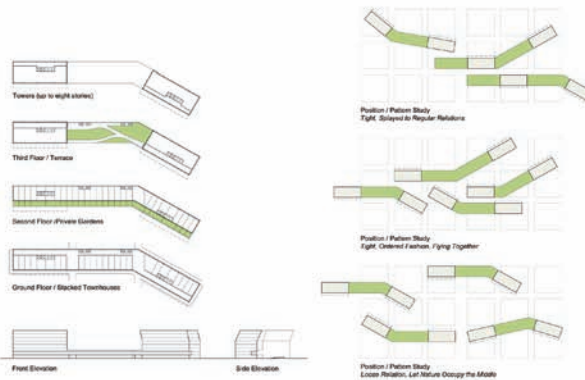 Towers (up to eight stories)
Third Floor / Terrace
Second Floor /Private Gardens
Ground Floor / Stacked Townhouses
Front Elevation
Side Elevation
Position / Pattern Study
Tight, Splayed to Regular Relations
Position / Pattern Study
Tight, Ordered Fashion, Flying Together
Position / Pattern Study
Loose Relation, Let Nature Occupy the Middle